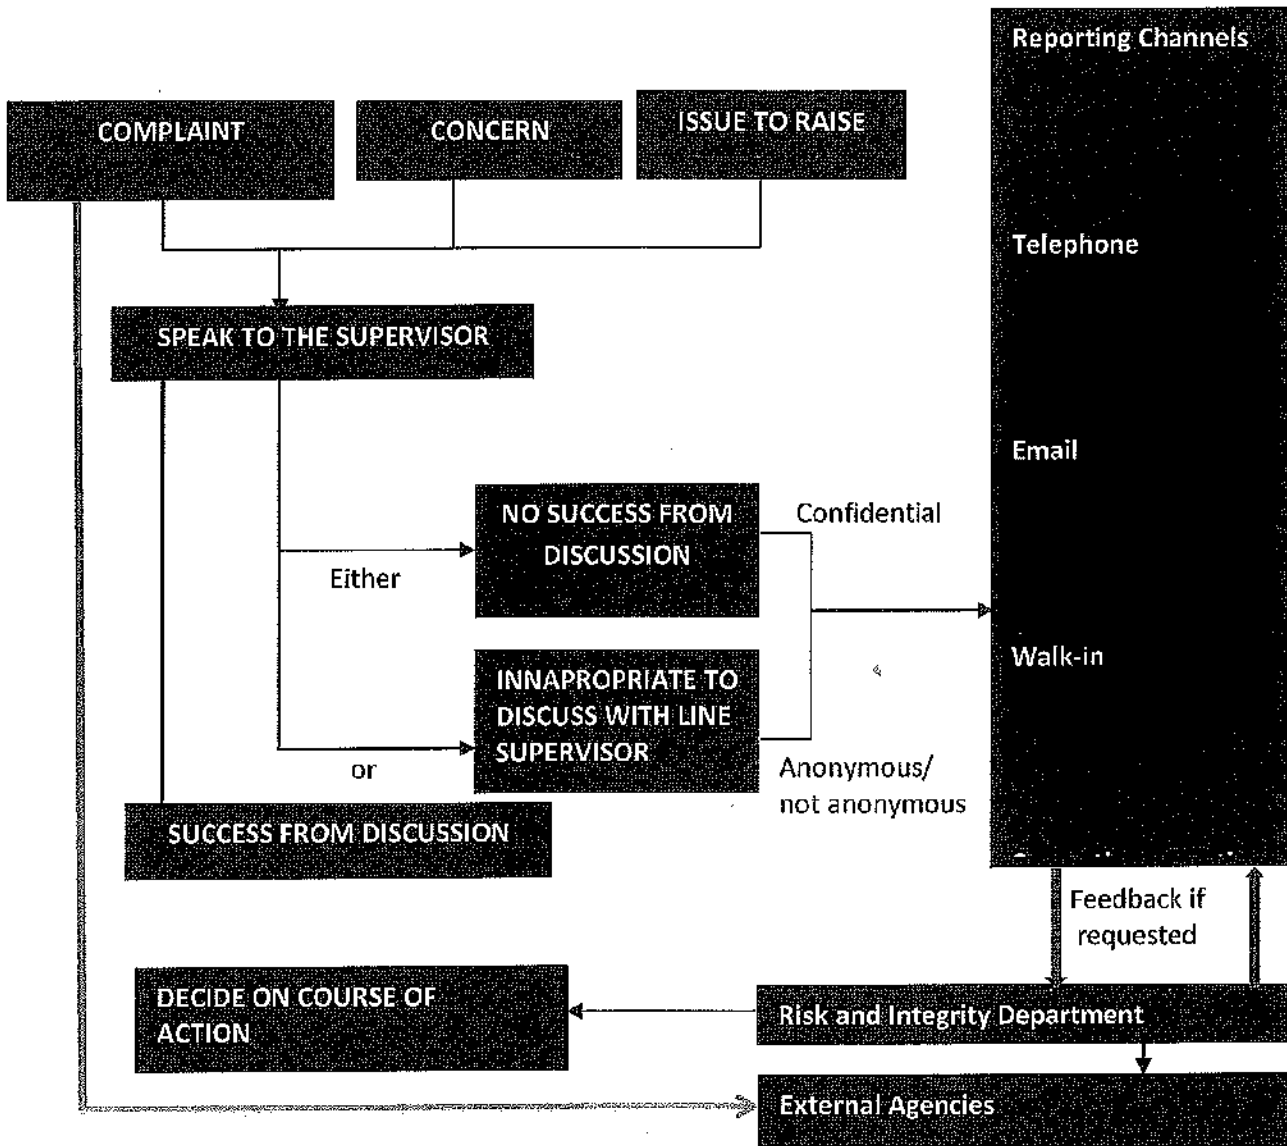 Reporting Channels
COMPLAINT
CONCERN
ISSUE TO RAISE
Telephone
SPEAK TO THE SUPERVISOR
Email
NO SUCCESS FROM
DISCUSSION
Confidential
Either
Walk-in
INNAPROPRIATE TO
DISCUSS WITH LINE
SUPERVISOR
or
Anonymous/
not anonymous
SUCCESS FROM DISCUSSION
Feedback if
requested
DECIDE ON COURSE OF
ACTION
Risk and Integrity Department
External Agencies